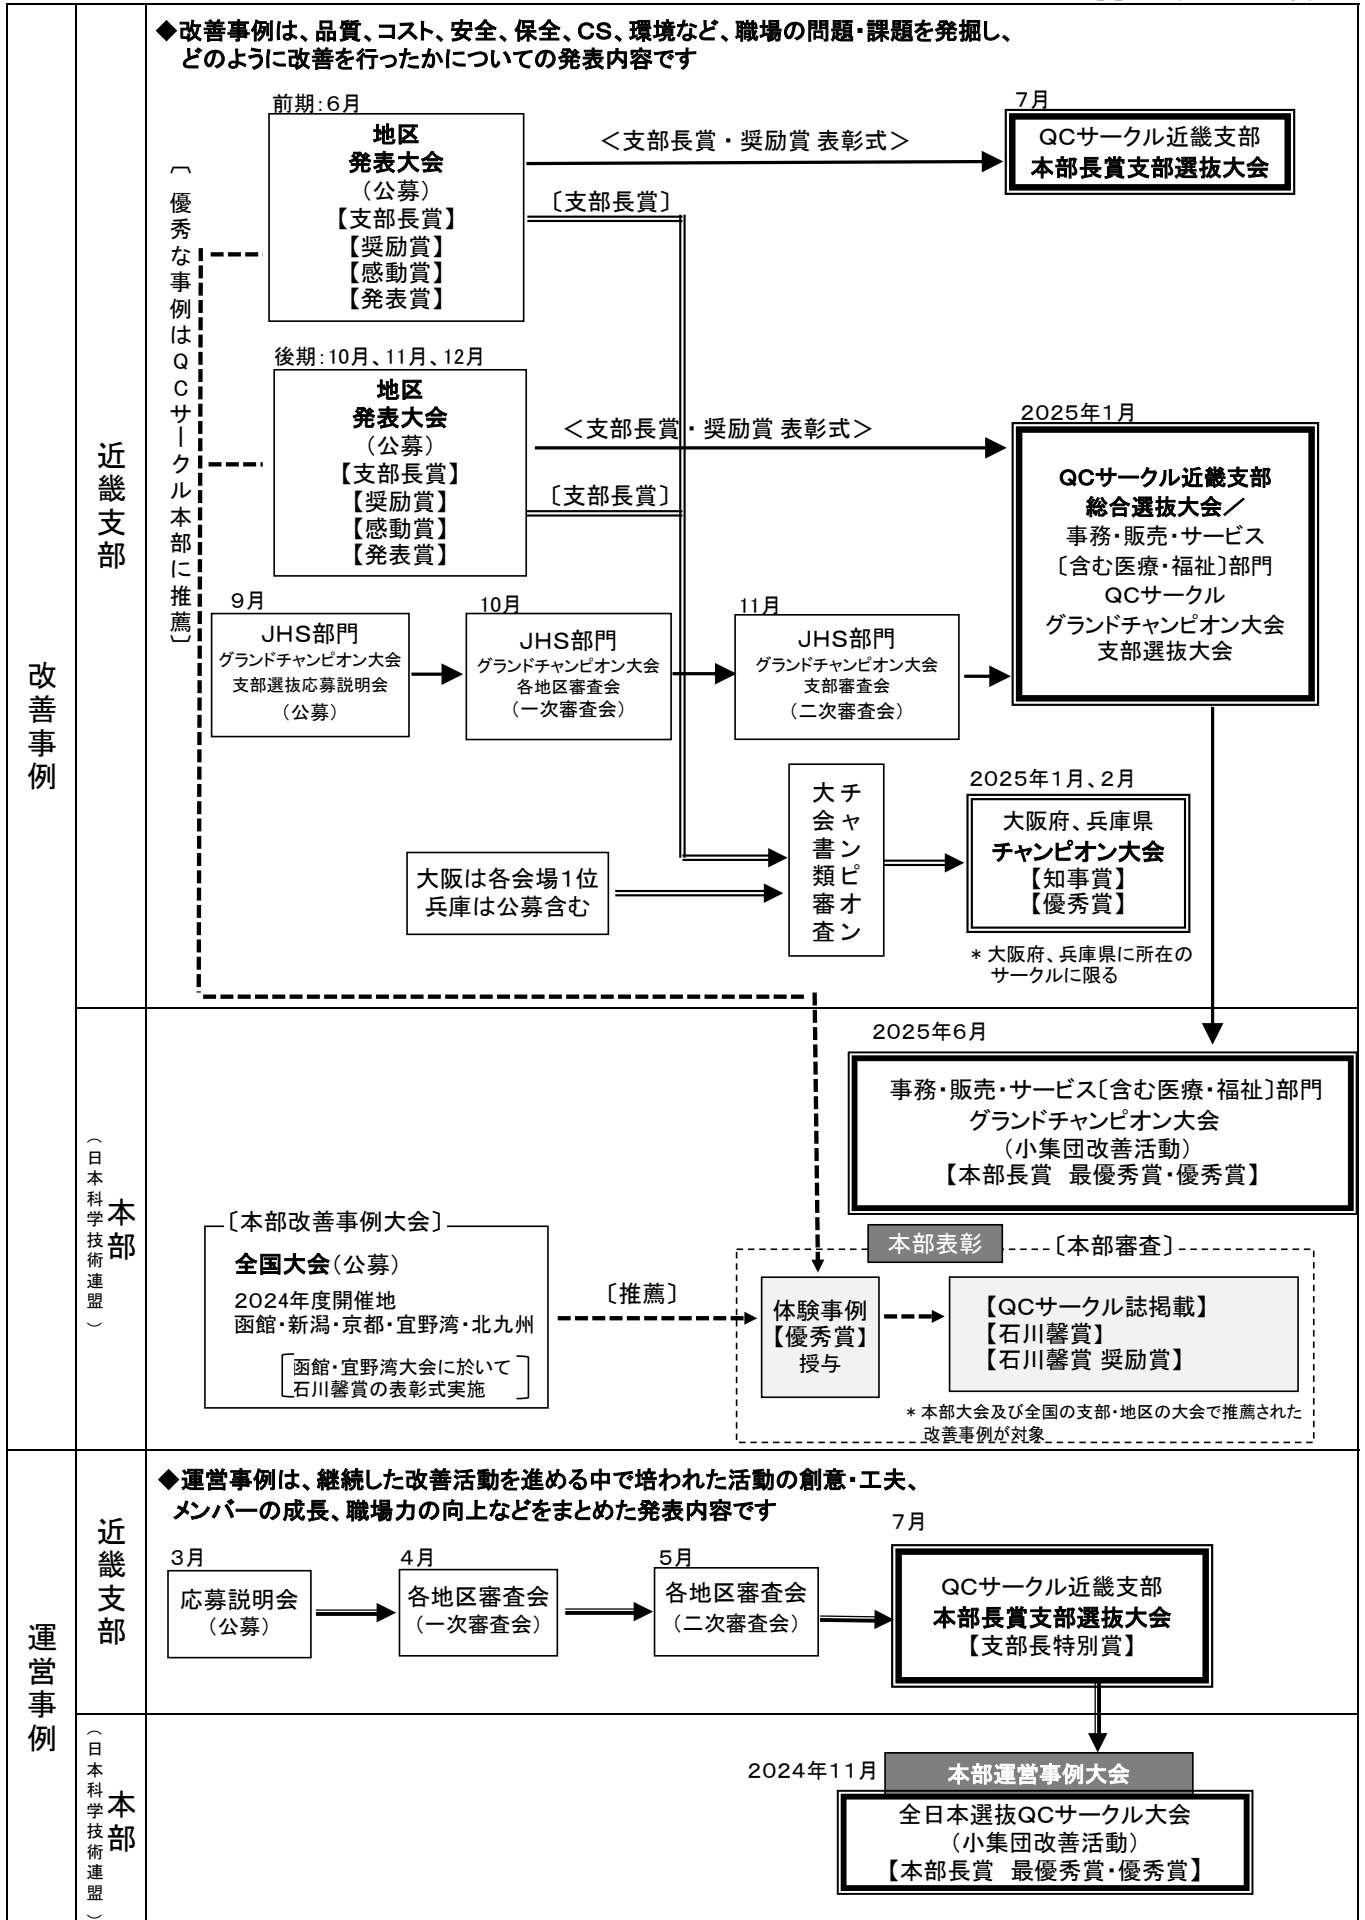 改善事例
近畿支部
◆改善事例は、品質、コスト、安全、保全、CS、環境など、職場の問題・課題を発掘し、
どのように改善を行ったかについての発表内容です
〔優秀な事例はQCサークル本部に推薦〕
前期:6月
地区
発表大会
(公募)
【支部長賞】
【奨励賞】
【感動賞】
【発表賞】
<支部長賞・奨励賞 表彰式>
〔支部長賞〕
7月
QCサークル近畿支部
本部長賞支部選抜大会
後期:10月、11月、12月
地区
発表大会
(公募)
【支部長賞】
【奨励賞】
【感動賞】
【発表賞】
<支部長賞・奨励賞 表彰式>
〔支部長賞〕
2025年1月
QCサークル近畿支部
総合選抜大会/
事務・販売・サービス
〔含む医療・福祉〕部門
QCサークル
グランドチャンピオン大会
支部選抜大会
9月
JHS部門
グランドチャンピオン大会
支部選抜応募説明会
(公募)
10月
JHS部門
グランドチャンピオン大会
各地区審査会
(一次審査会)
11月
JHS部門
グランドチャンピオン大会
支部審査会
(二次審査会)
大阪は各会場1位
兵庫は公募含む
チャンピオン
大会書類審査
2025年1月、2月
大阪府、兵庫県
チャンピオン大会
【知事賞】
【優秀賞】
* 大阪府、兵庫県に所在の
サークルに限る
本部
(日本科学技術連盟)
2025年6月
事務・販売・サービス〔含む医療・福祉〕部門
グランドチャンピオン大会
(小集団改善活動)
【本部長賞 最優秀賞・優秀賞】
〔本部改善事例大会〕
全国大会(公募)
2024年度開催地
函館・新潟・京都・宜野湾・北九州
函館・宜野湾大会に於いて
石川馨賞の表彰式実施
〔推薦〕
本部表彰
〔本部審査〕
体験事例
【優秀賞】
授与
【QCサークル誌掲載】
【石川馨賞】
【石川馨賞 奨励賞】
* 本部大会及び全国の支部・地区の大会で推薦された
改善事例が対象
運営事例
近畿支部
◆運営事例は、継続した改善活動を進める中で培われた活動の創意・工夫、
メンバーの成長、職場力の向上などをまとめた発表内容です
3月
応募説明会
(公募)
4月
各地区審査会
(一次審査会)
5月
各地区審査会
(二次審査会)
7月
QCサークル近畿支部
本部長賞支部選抜大会
【支部長特別賞】
本部
(日本科学技術連盟)
2024年11月
本部運営事例大会
全日本選抜QCサークル大会
(小集団改善活動)
【本部長賞 最優秀賞・優秀賞】